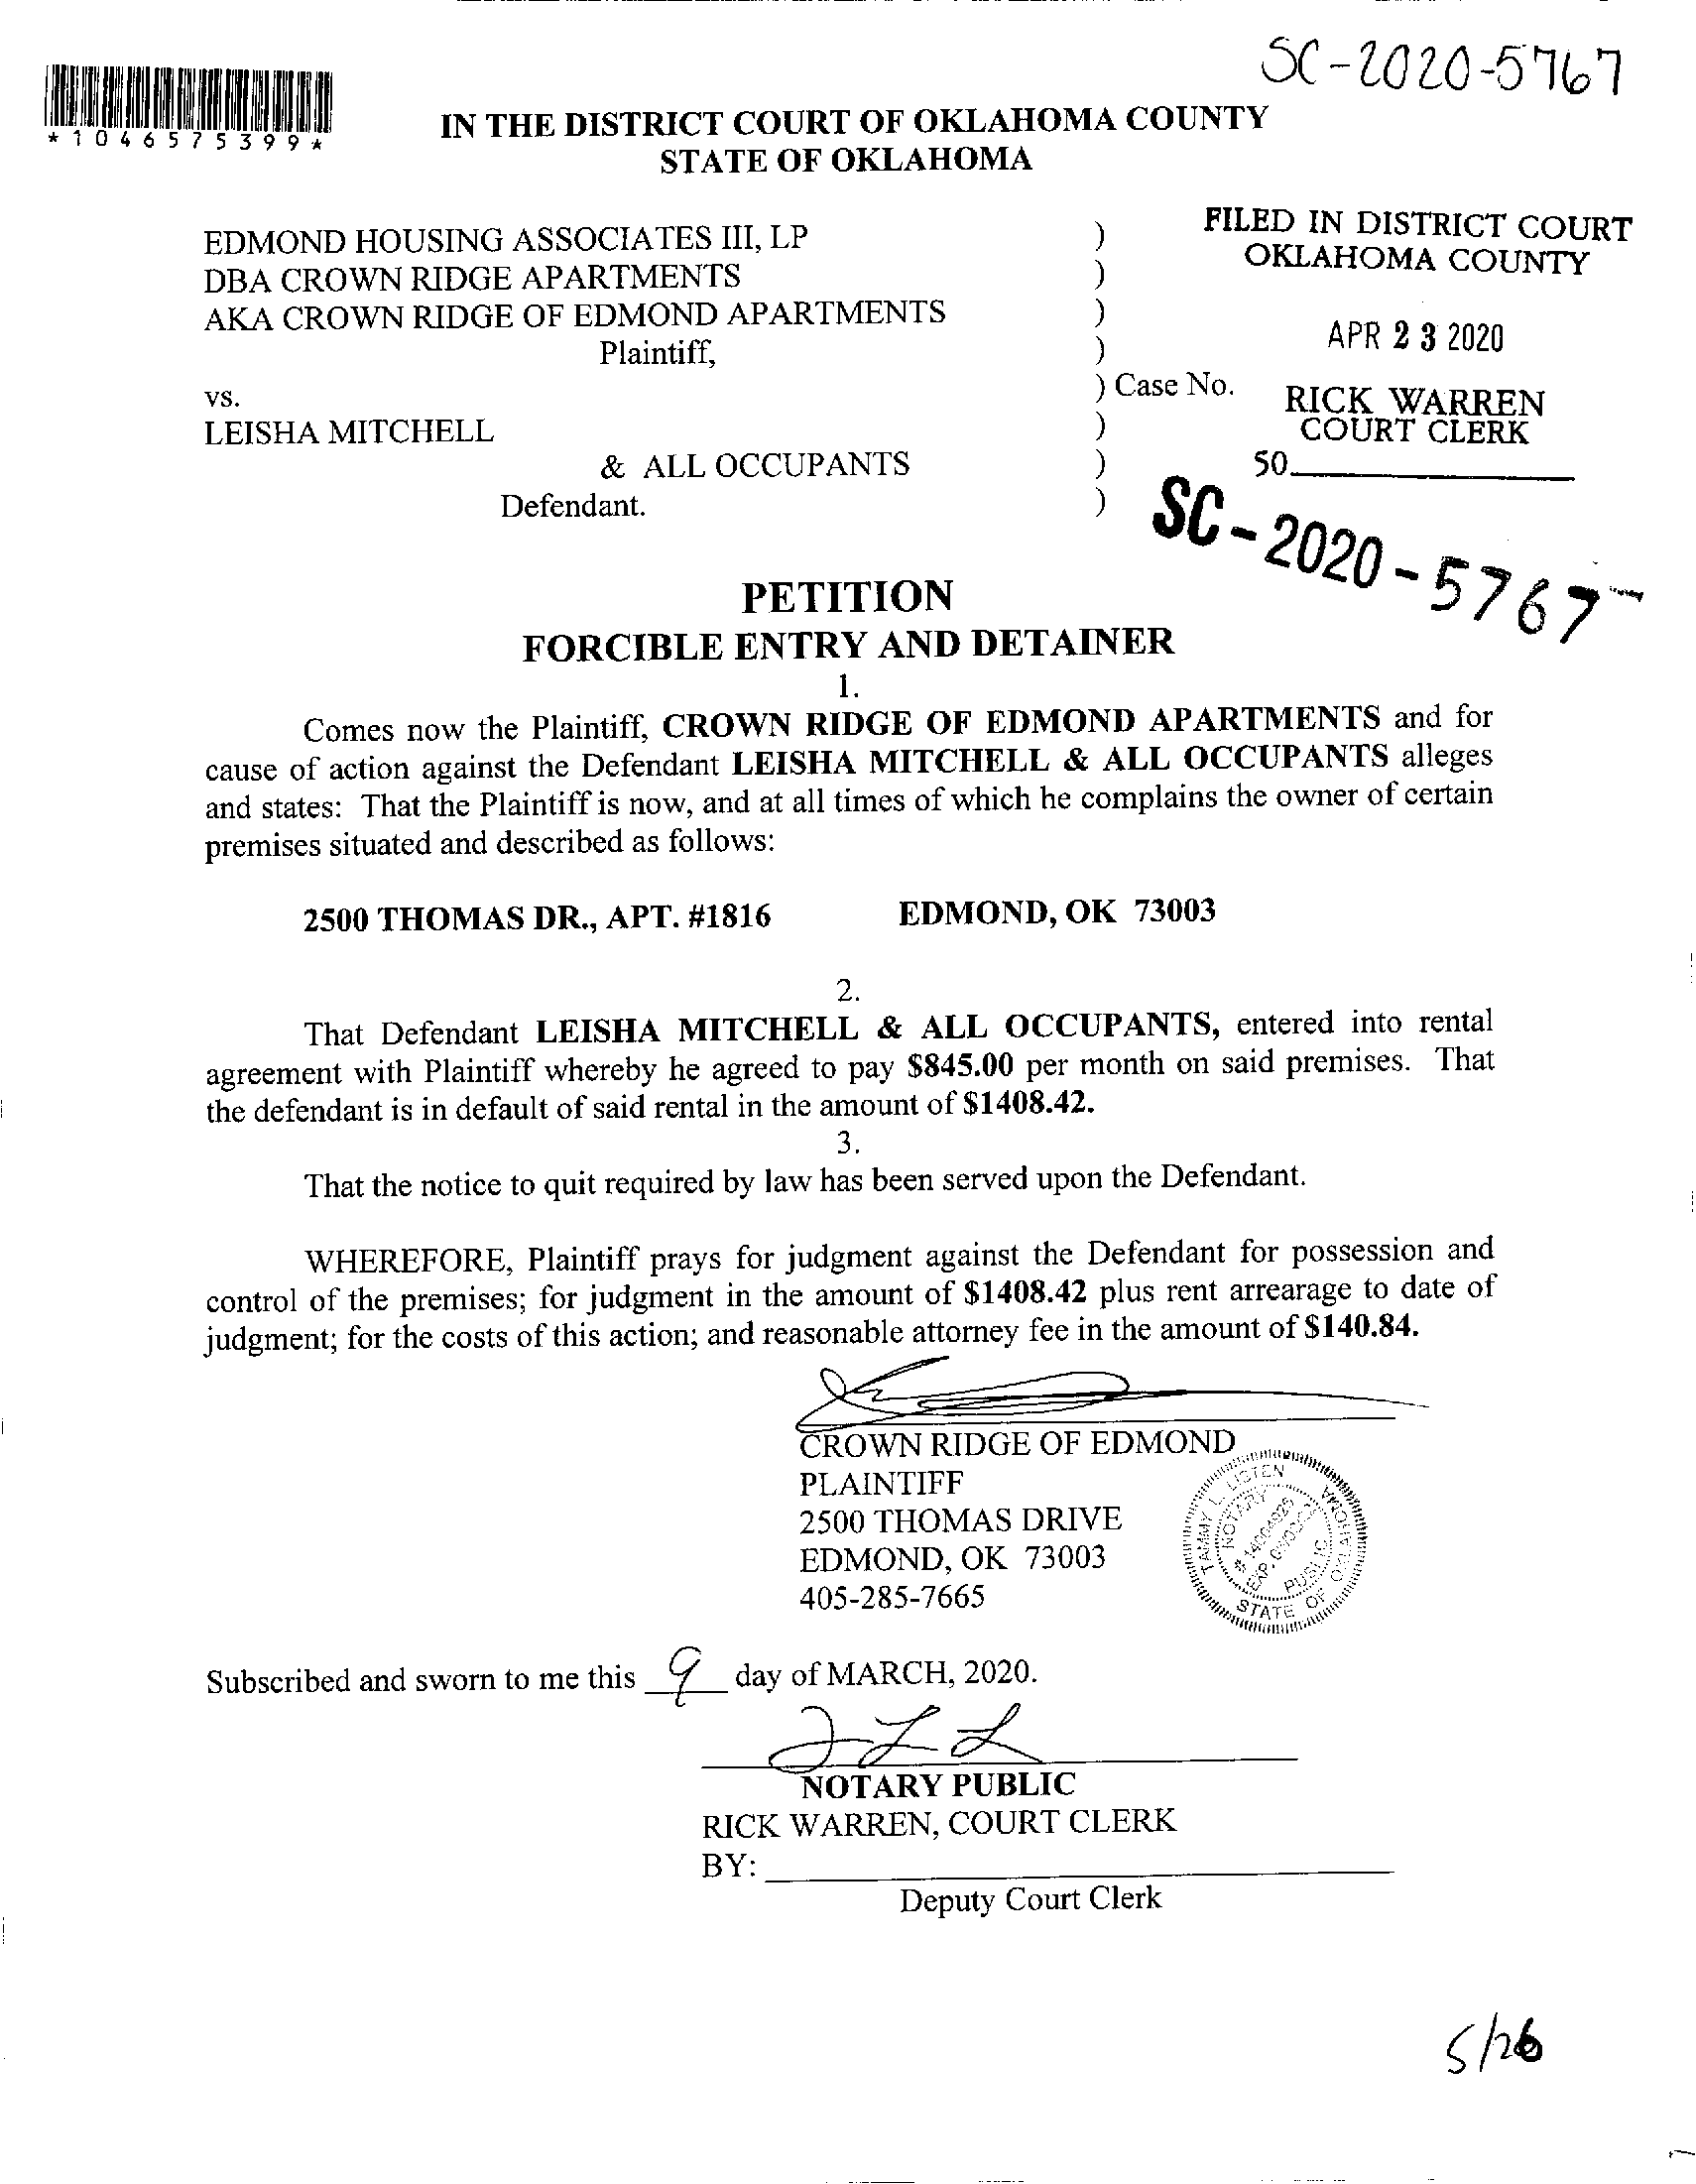 SC-2020-5767
*1046575399*
IN THE DISTRICT COURT OF OKLAHOMA COUNTY
STATE OF OKLAHOMA
EDMOND HOUSING ASSOCIATES III, LP )
DBA CROWN RIDGE APARTMENTS )
AKA CROWN RIDGE OF EDMOND APARTMENTS )
Plaintiff, )
vs. ) Case No.
LEISHA MITCHELL )
& ALL OCCUPANTS )
Defendant. )
FILED IN DISTRICT COURT
OKLAHOMA COUNTY
APR 23 2020
RICK WARREN
COURT CLERK
50
SC-2020-5767
PETITION
FORCIBLE ENTRY AND DETAINER
1.
Comes now the Plaintiff, CROWN RIDGE OF EDMOND APARTMENTS and for
cause of action against the Defendant LEISHA MITCHELL & ALL OCCUPANTS alleges
and states: That the Plaintiff is now, and at all times of which he complains the owner of certain
premises situated and described as follows:
2500 THOMAS DR., APT. #1816 EDMOND, OK 73003
2.
That Defendant LEISHA MITCHELL & ALL OCCUPANTS, entered into rental
agreement with Plaintiff whereby he agreed to pay $845.00 per month on said premises. That
the defendant is in default of said rental in the amount of $1408.42.
3.
That the notice to quit required by law has been served upon the Defendant.
WHEREFORE, Plaintiff prays for judgment against the Defendant for possession and
control of the premises; for judgment in the amount of $1408.42 plus rent arrearage to date of
judgment; for the costs of this action; and reasonable attorney fee in the amount of $140.84.
CROWN RIDGE OF EDMOND
PLAINTIFF
2500 THOMAS DRIVE
EDMOND, OK 73003
405-285-7665
TAMMY L. LISTEN
NOTARY
# 14004925
EXP.
PUBLIC
STATE OF OKLAHOMA
Subscribed and sworn to me this 9 day of MARCH, 2020.
NOTARY PUBLIC
RICK WARREN, COURT CLERK
BY:
Deputy Court Clerk
5/26